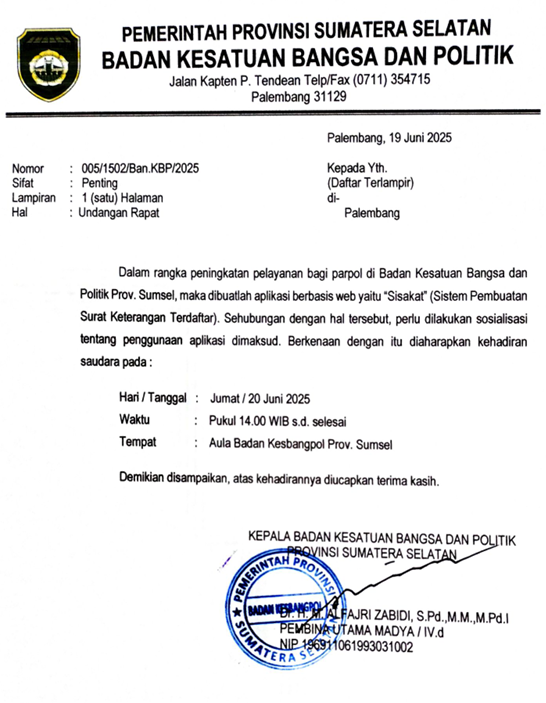 PEMERINTAH PROVINSI SUMATERA SELATAN
BADAN KESATUAN BANGSA DAN POLITIK
Jalan Kapten P. Tendean Telp/Fax (0711) 354715
Palembang 31129
Palembang, 19 Juni 2025
Nomor : 005/1502/Ban.KBP/2025
Sifat : Penting
Lampiran : 1 (satu) Halaman
Hal : Undangan Rapat
Kepada Yth.
(Daftar Terlampir)
di-
Palembang
Dalam rangka peningkatan pelayanan bagi parpol di Badan Kesatuan Bangsa dan
Politik Prov. Sumsel, maka dibuatlah aplikasi berbasis web yaitu “Sisakat” (Sistem Pembuatan
Surat Keterangan Terdaftar). Sehubungan dengan hal tersebut, perlu dilakukan sosialisasi
tentang penggunaan aplikasi dimaksud. Berkenaan dengan itu diaharapkan kehadiran
saudara pada :
Hari / Tanggal : Jumat / 20 Juni 2025
Waktu : Pukul 14.00 WIB s.d. selesai
Tempat : Aula Badan Kesbangpol Prov. Sumsel
Demikian disampaikan, atas kehadirannya diucapkan terima kasih.
KEPALA BADAN KESATUAN BANGSA DAN POLITIK
PROVINSI SUMATERA SELATAN
PEMERINTAH PROVINSI
BADAN KESBANGPOL
SUMATERA SELATAN
Dr. H. M. ALFAJRI ZABIDI, S.Pd.,M.M.,M.Pd.I
PEMBINA UTAMA MADYA / IV.d
NIP 196911061993031002